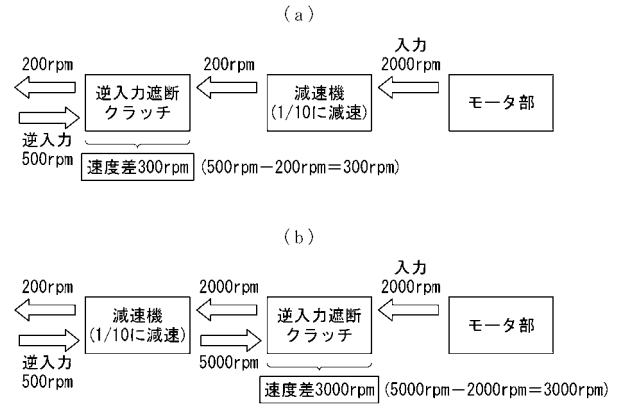 (a)
入力
200rpm 200rpm 2000rpm
逆入力遮断
クラッチ
減速機
(1/10に減速)
モータ部
逆入力
500rpm
速度差300rpm (500rpm−200rpm=300rpm)
(b)
入力
200rpm 2000rpm 2000rpm
減速機
(1/10に減速)
逆入力遮断
クラッチ
モータ部
逆入力
500rpm
5000rpm
速度差3000rpm (5000rpm−2000rpm=3000rpm)